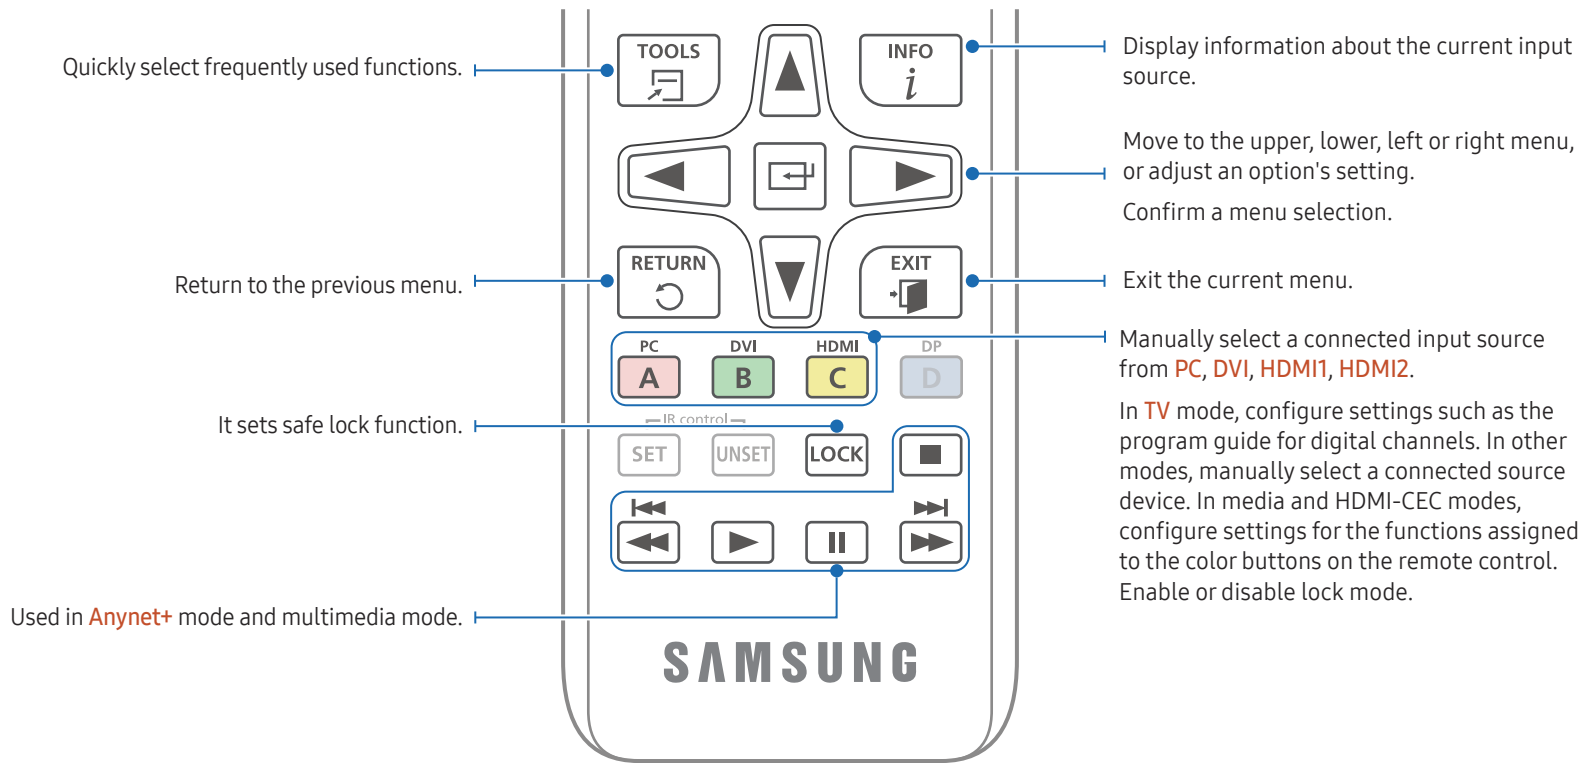 Quickly select frequently used functions.
Return to the previous menu.
It sets safe lock function.
Used in Anynet+ mode and multimedia mode.
TOOLS
INFO
i
RETURN
EXIT
PC DVI HDMI DP
A B C D
IR control
SET UNSET LOCK
SAMSUNG
Display information about the current input
source.
Move to the upper, lower, left or right menu,
or adjust an option's setting.
Confirm a menu selection.
Exit the current menu.
Manually select a connected input source
from PC, DVI, HDMI1, HDMI2.
In TV mode, configure settings such as the
program guide for digital channels. In other
modes, manually select a connected source
device. In media and HDMI-CEC modes,
configure settings for the functions assigned
to the color buttons on the remote control.
Enable or disable lock mode.